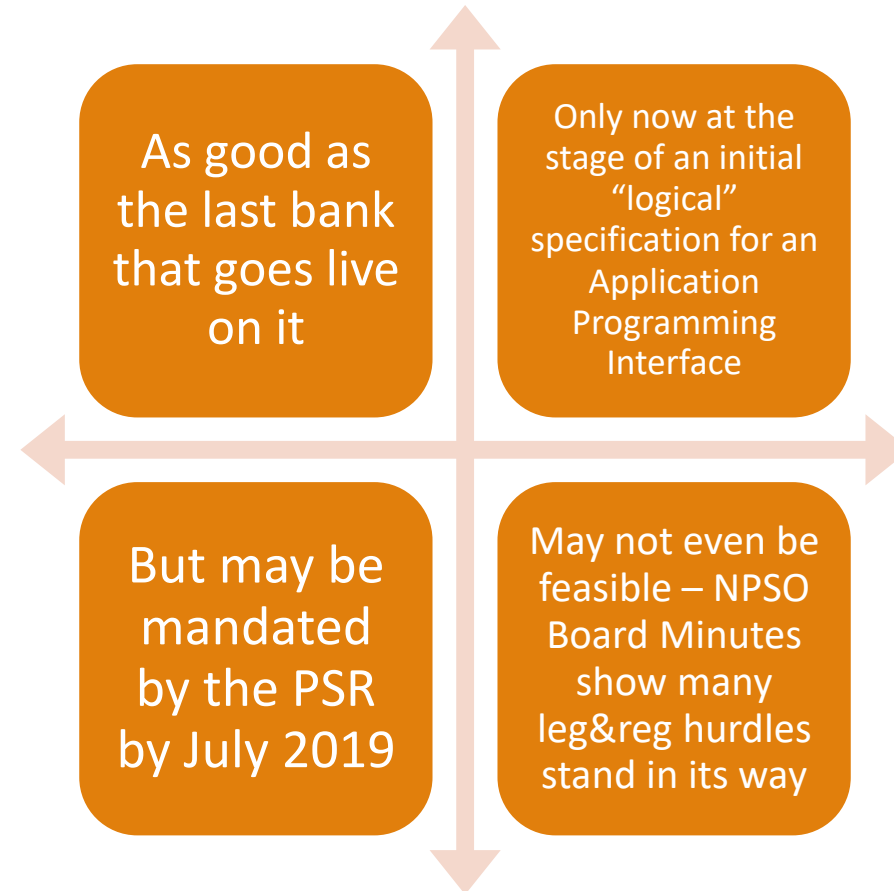 As good as
the last bank
that goes live
on it
Only now at the
stage of an initial
“logical”
specification for an
Application
Programming
Interface
But may be
mandated
by the PSR
by July 2019
May not even be
feasible – NPSO
Board Minutes
show many
leg&reg hurdles
stand in its way